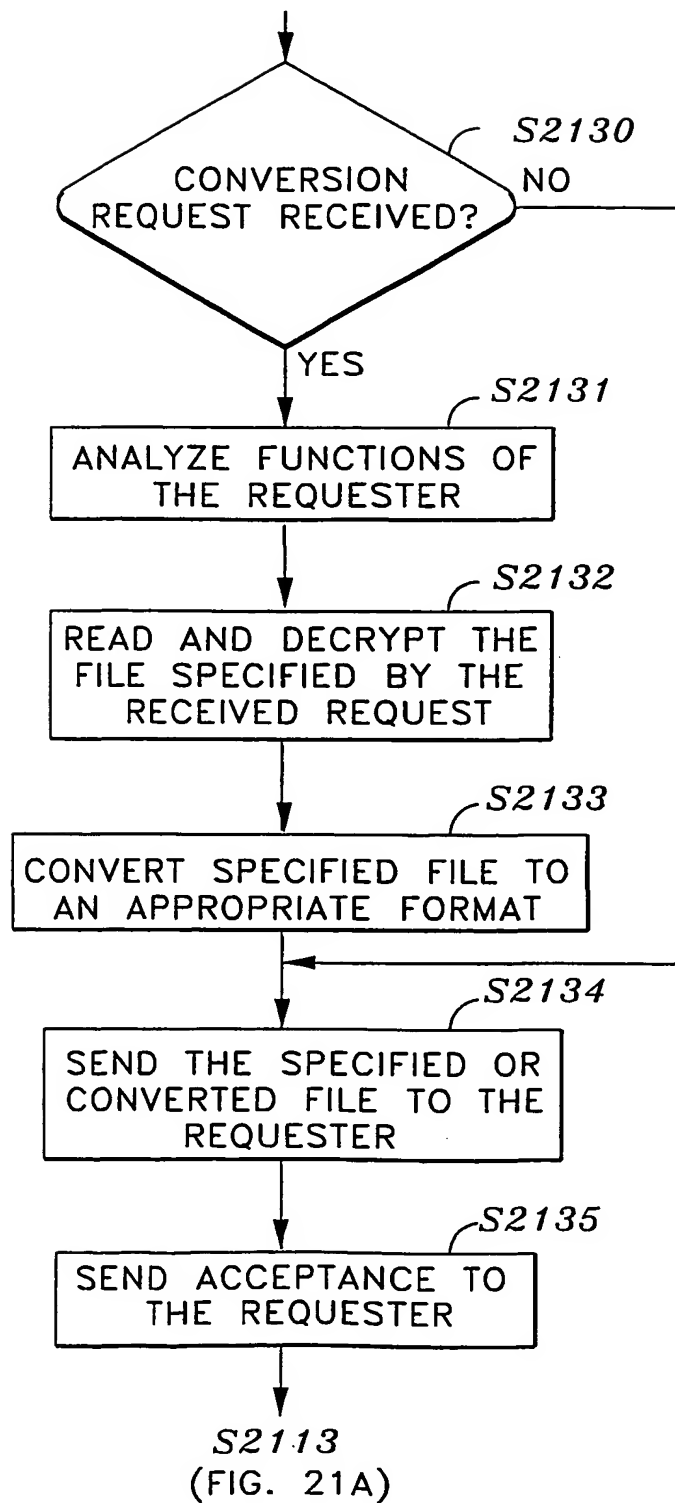 S2130
CONVERSION
REQUEST RECEIVED?
NO
YES
S2131
ANALYZE FUNCTIONS OF
THE REQUESTER
S2132
READ AND DECRYPT THE
FILE SPECIFIED BY THE
RECEIVED REQUEST
S2133
CONVERT SPECIFIED FILE TO
AN APPROPRIATE FORMAT
S2134
SEND THE SPECIFIED OR
CONVERTED FILE TO THE
REQUESTER
S2135
SEND ACCEPTANCE TO
THE REQUESTER
S2113
(FIG. 21A)